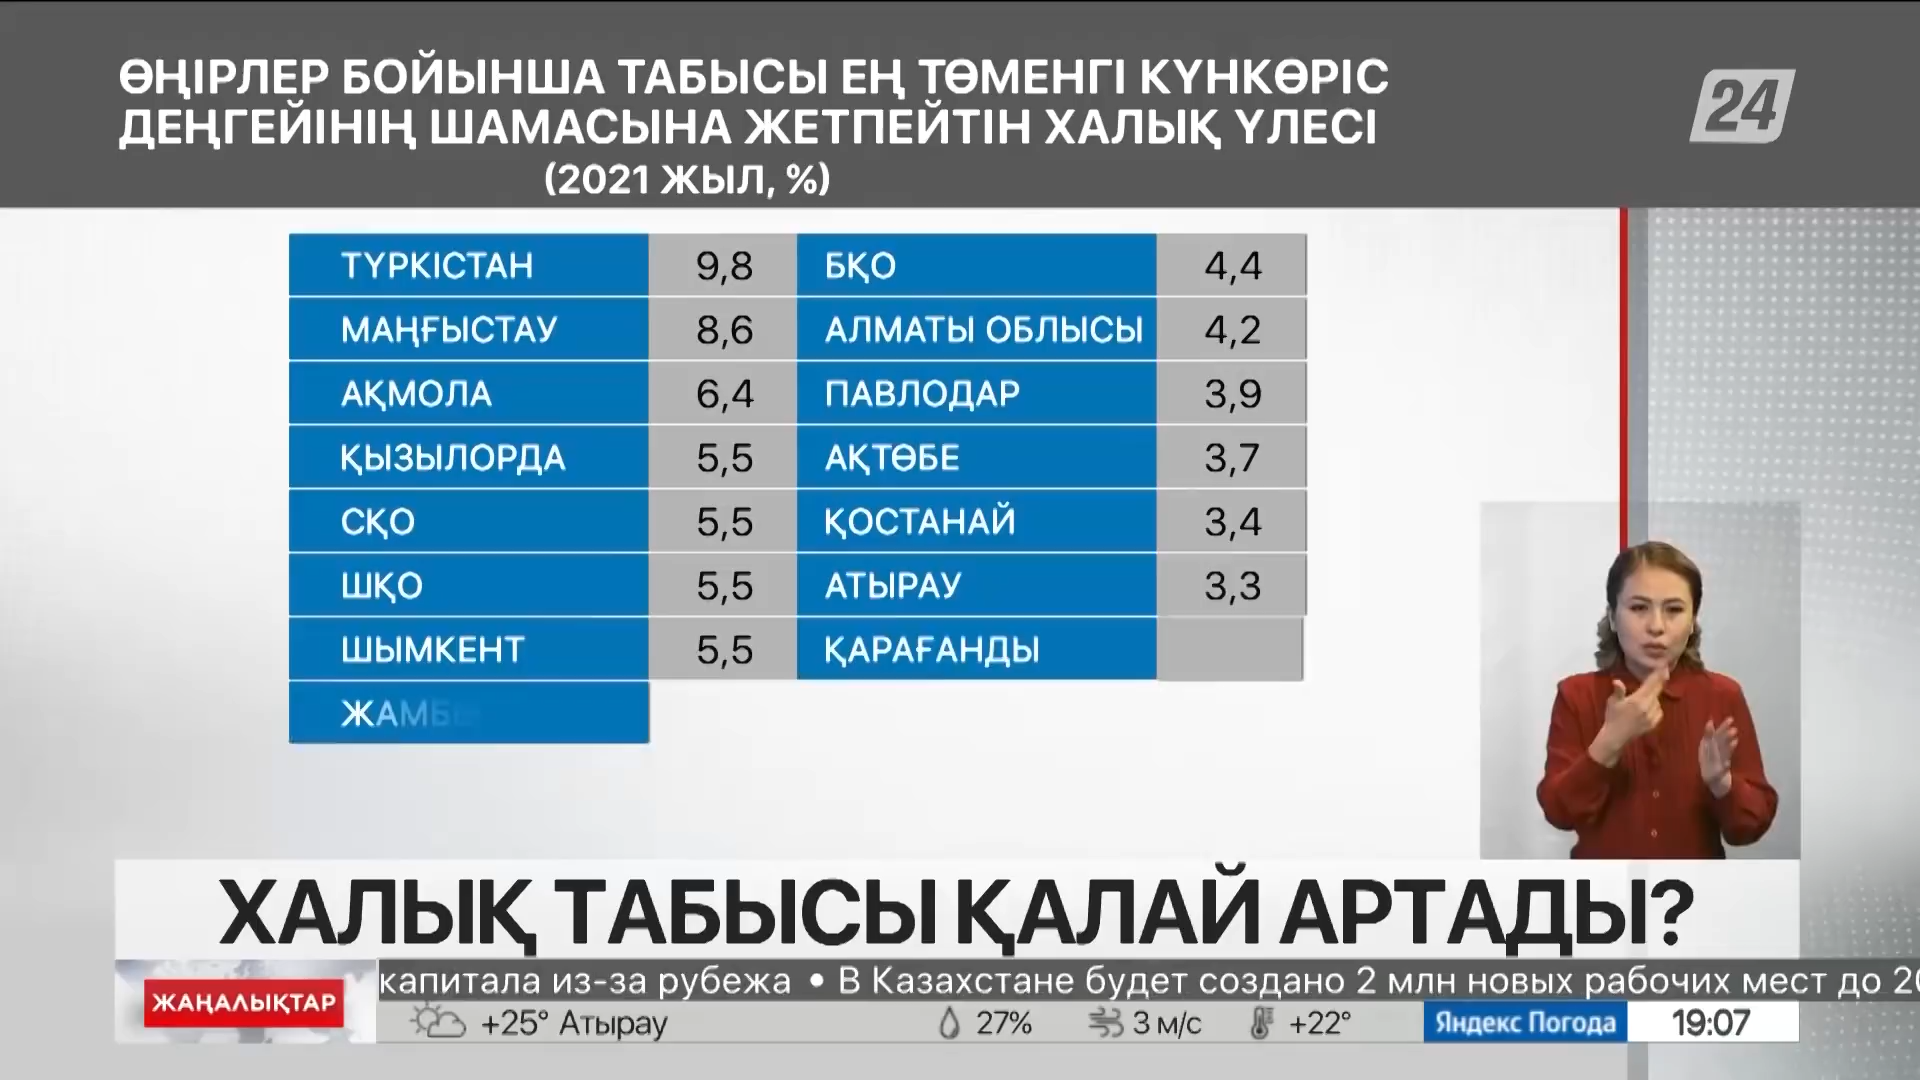 ӨҢІРЛЕР БОЙЫНША ТАБЫСЫ ЕҢ ТӨМЕНГІ КҮНКӨРІС
ДЕҢГЕЙІНІҢ ШАМАСЫНА ЖЕТПЕЙТІН ХАЛЫҚ ҮЛЕСІ
(2021 ЖЫЛ, %)
24
ТҮРКІСТАН 9,8 БҚО 4,4
МАҢҒЫСТАУ 8,6 АЛМАТЫ ОБЛЫСЫ 4,2
АҚМОЛА 6,4 ПАВЛОДАР 3,9
ҚЫЗЫЛОРДА 5,5 АҚТӨБЕ 3,7
СҚО 5,5 ҚОСТАНАЙ 3,4
ШҚО 5,5 АТЫРАУ 3,3
ШЫМКЕНТ 5,5 ҚАРАҒАНДЫ
ХАЛЫҚ ТАБЫСЫ ҚАЛАЙ АРТАДЫ?
ЖАҢАЛЫҚТАР
капитала из-за рубежа • В Казахстане будет создано 2 млн новых рабочих мест до 20
+25° Атырау 27% 3 м/с +22° Яндекс Погода 19:07